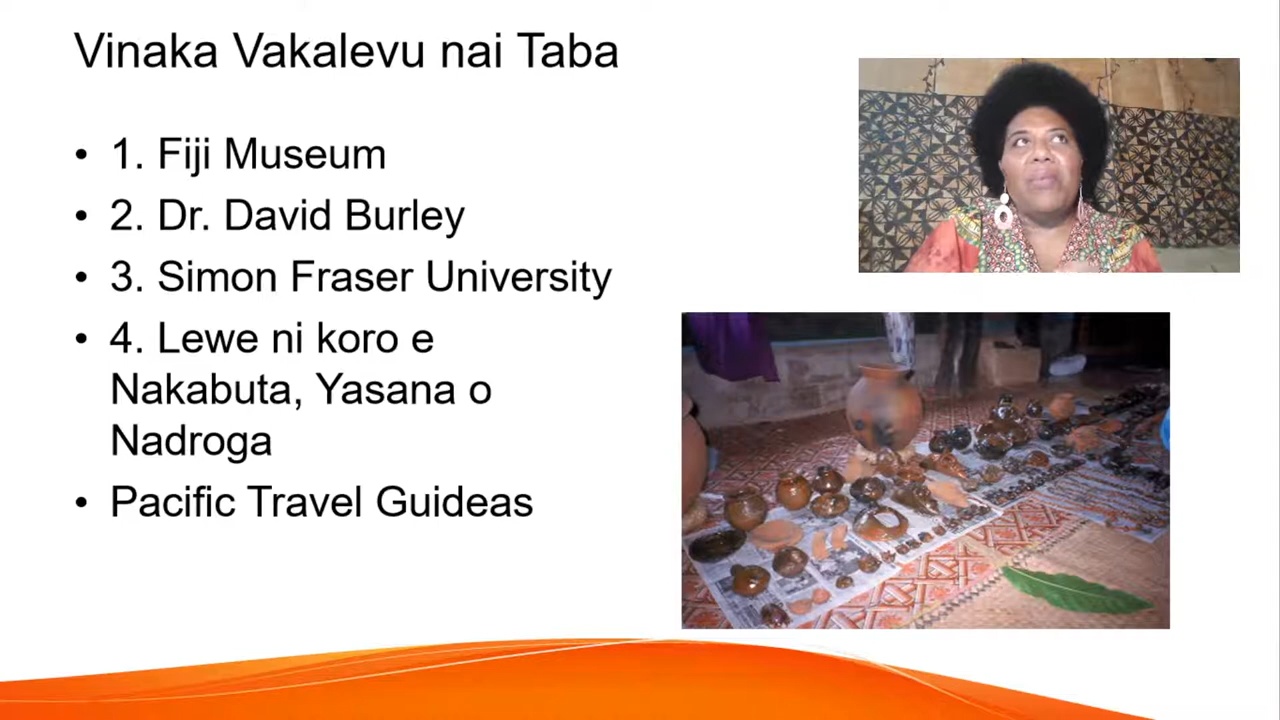 Vinaka Vakalevu nai Taba
• 1. Fiji Museum
• 2. Dr. David Burley
• 3. Simon Fraser University
• 4. Lewe ni koro e
Nakabuta, Yasana o
Nadroga
• Pacific Travel Guideas